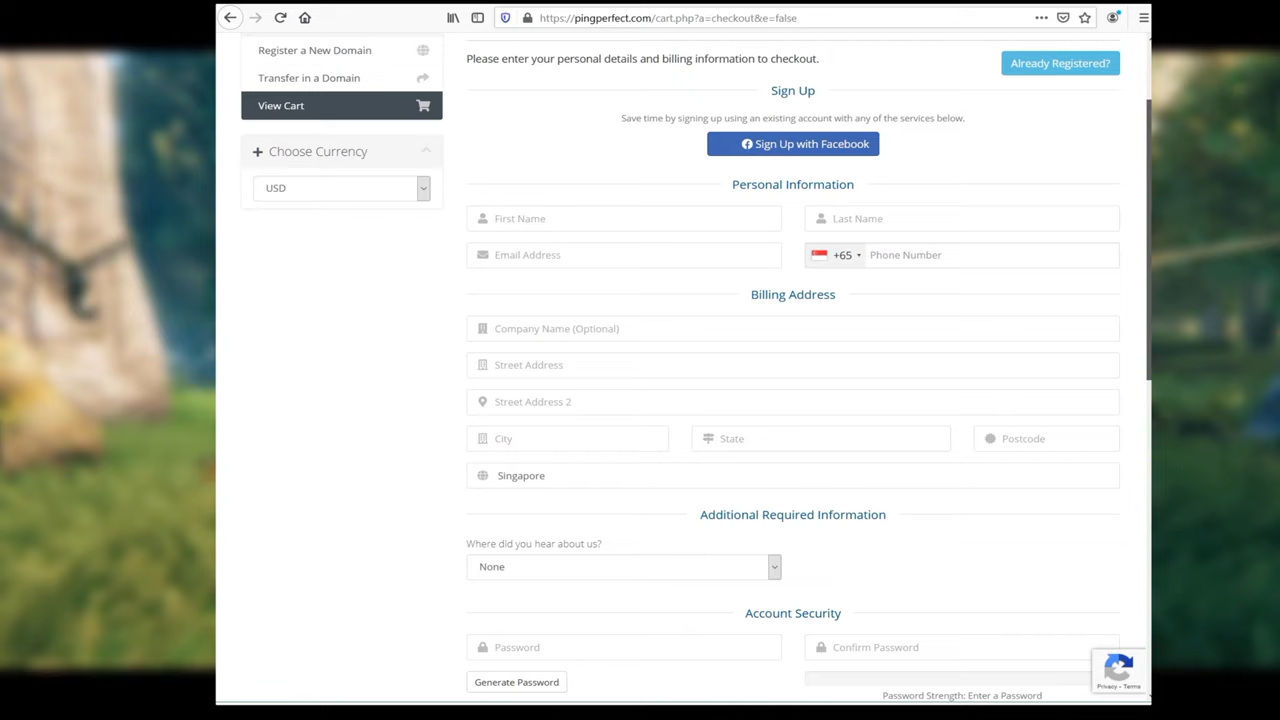 https://pingperfect.com/cart.php?a=checkout&e=false
Register a New Domain
Transfer in a Domain
View Cart
Choose Currency
USD
Please enter your personal details and billing information to checkout.
Already Registered?
Sign Up
Save time by signing up using an existing account with any of the services below.
Sign Up with Facebook
Personal Information
First Name
Last Name
Email Address
+65
Phone Number
Billing Address
Company Name (Optional)
Street Address
Street Address 2
City
State
Postcode
Singapore
Additional Required Information
Where did you hear about us?
None
Account Security
Password
Confirm Password
Generate Password
Password Strength: Enter a Password
Privacy - Terms